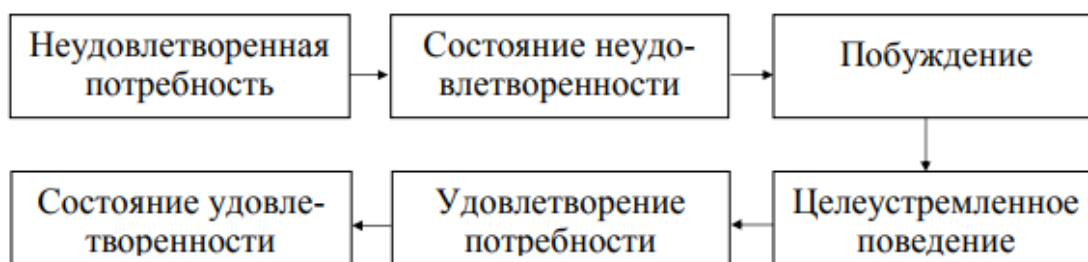 Неудовлетворенная
потребность
Состояние неудо-
влетворенности
Побуждение
Целеустремленное
поведение
Удовлетворение
потребности
Состояние удовле-
творенности